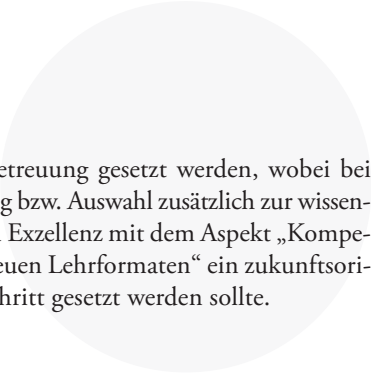 etreuung gesetzt werden, wobei bei
g bzw. Auswahl zusätzlich zur wissen-
Exzellenz mit dem Aspekt „Kompe-
euen Lehrformaten“ ein zukunftsori-
hritt gesetzt werden sollte.